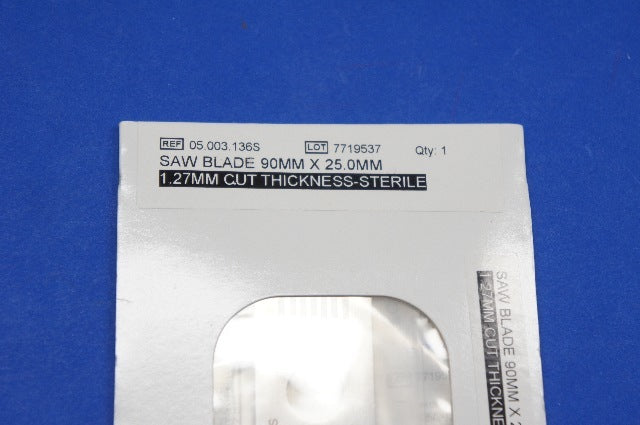 REF 05.003.136S LOT 7719537 Qty: 1
SAW BLADE 90MM X 25.0MM
1.27MM CUT THICKNESS-STERILE
SAW BLADE 90MM X
1.27MM CUT